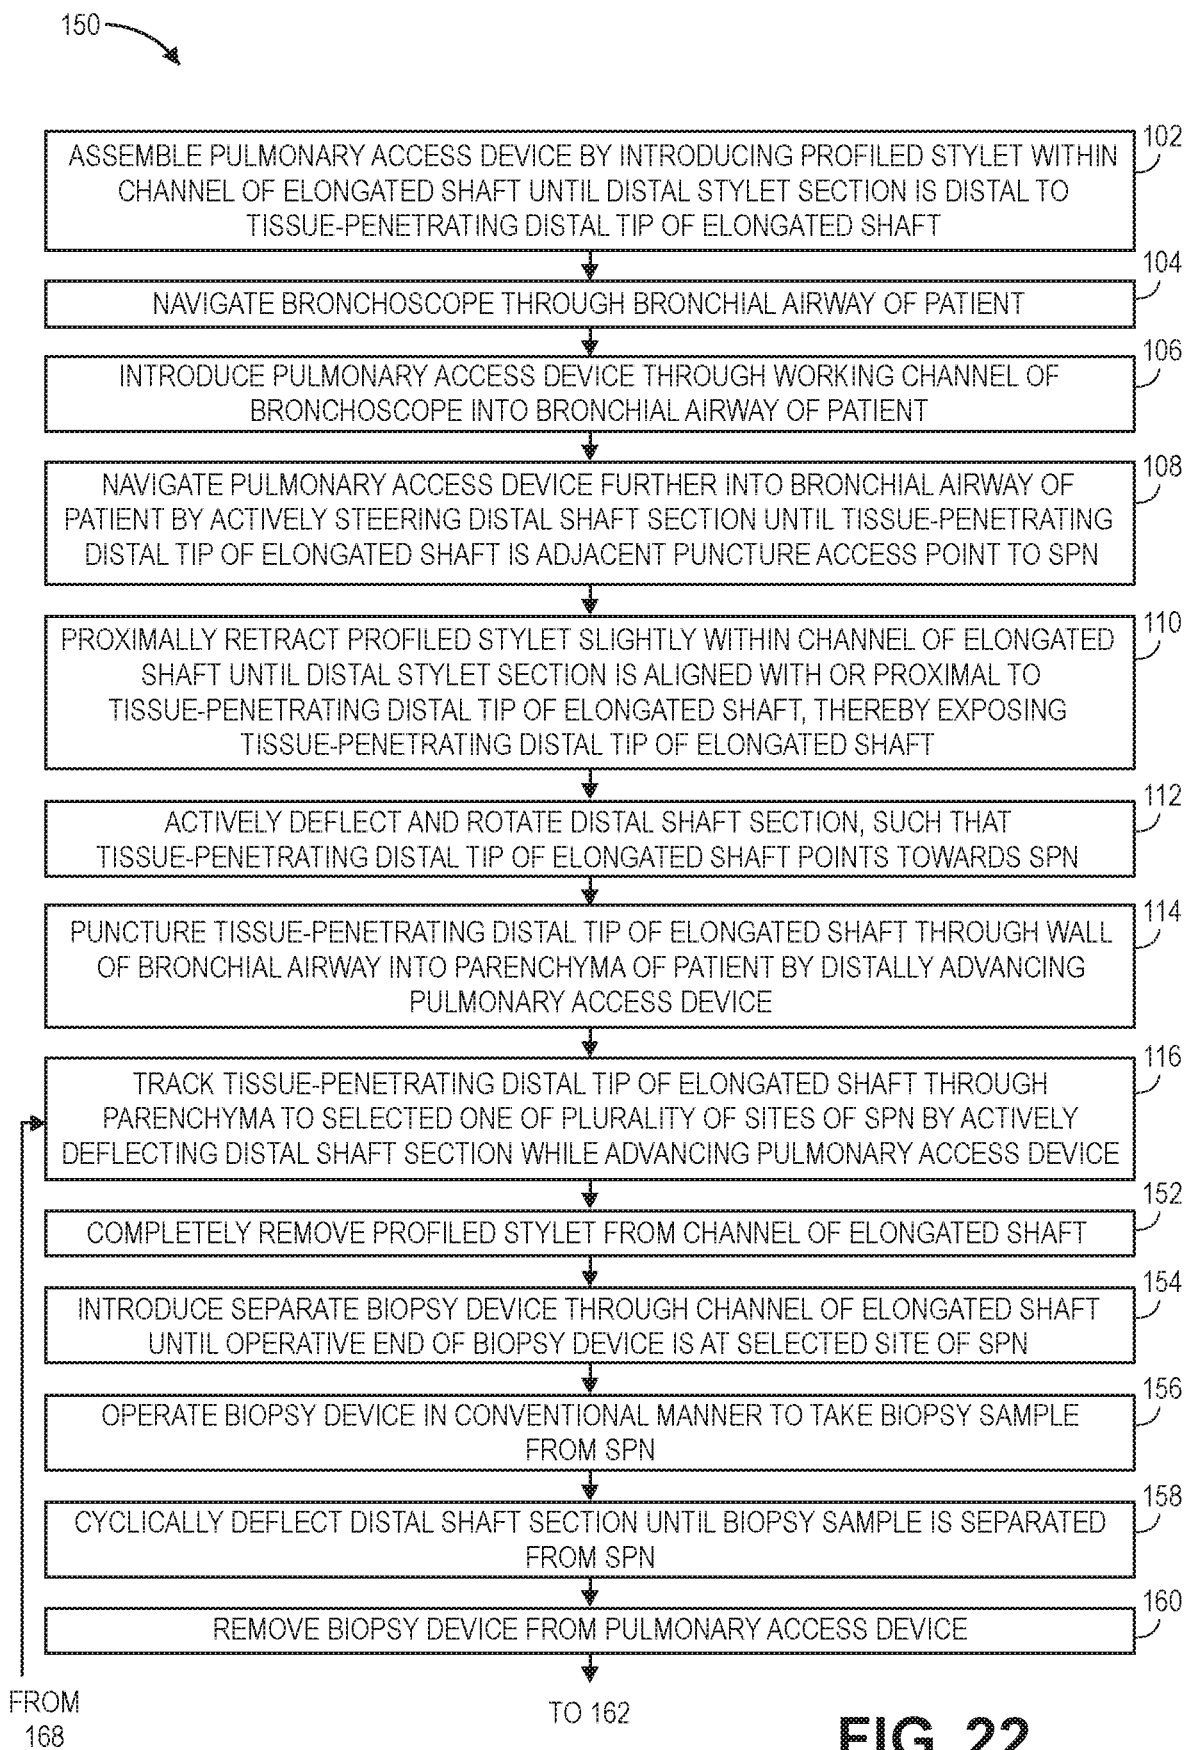 150
102
ASSEMBLE PULMONARY ACCESS DEVICE BY INTRODUCING PROFILED STYLET WITHIN
CHANNEL OF ELONGATED SHAFT UNTIL DISTAL STYLET SECTION IS DISTAL TO
TISSUE-PENETRATING DISTAL TIP OF ELONGATED SHAFT
104
NAVIGATE BRONCHOSCOPE THROUGH BRONCHIAL AIRWAY OF PATIENT
106
INTRODUCE PULMONARY ACCESS DEVICE THROUGH WORKING CHANNEL OF
BRONCHOSCOPE INTO BRONCHIAL AIRWAY OF PATIENT
108
NAVIGATE PULMONARY ACCESS DEVICE FURTHER INTO BRONCHIAL AIRWAY OF
PATIENT BY ACTIVELY STEERING DISTAL SHAFT SECTION UNTIL TISSUE-PENETRATING
DISTAL TIP OF ELONGATED SHAFT IS ADJACENT PUNCTURE ACCESS POINT TO SPN
110
PROXIMALLY RETRACT PROFILED STYLET SLIGHTLY WITHIN CHANNEL OF ELONGATED
SHAFT UNTIL DISTAL STYLET SECTION IS ALIGNED WITH OR PROXIMAL TO
TISSUE-PENETRATING DISTAL TIP OF ELONGATED SHAFT, THEREBY EXPOSING
TISSUE-PENETRATING DISTAL TIP OF ELONGATED SHAFT
112
ACTIVELY DEFLECT AND ROTATE DISTAL SHAFT SECTION, SUCH THAT
TISSUE-PENETRATING DISTAL TIP OF ELONGATED SHAFT POINTS TOWARDS SPN
114
PUNCTURE TISSUE-PENETRATING DISTAL TIP OF ELONGATED SHAFT THROUGH WALL
OF BRONCHIAL AIRWAY INTO PARENCHYMA OF PATIENT BY DISTALLY ADVANCING
PULMONARY ACCESS DEVICE
116
TRACK TISSUE-PENETRATING DISTAL TIP OF ELONGATED SHAFT THROUGH
PARENCHYMA TO SELECTED ONE OF PLURALITY OF SITES OF SPN BY ACTIVELY
DEFLECTING DISTAL SHAFT SECTION WHILE ADVANCING PULMONARY ACCESS DEVICE
152
COMPLETELY REMOVE PROFILED STYLET FROM CHANNEL OF ELONGATED SHAFT
154
INTRODUCE SEPARATE BIOPSY DEVICE THROUGH CHANNEL OF ELONGATED SHAFT
UNTIL OPERATIVE END OF BIOPSY DEVICE IS AT SELECTED SITE OF SPN
156
OPERATE BIOPSY DEVICE IN CONVENTIONAL MANNER TO TAKE BIOPSY SAMPLE
FROM SPN
158
CYCLICALLY DEFLECT DISTAL SHAFT SECTION UNTIL BIOPSY SAMPLE IS SEPARATED
FROM SPN
160
REMOVE BIOPSY DEVICE FROM PULMONARY ACCESS DEVICE
FROM
168
TO 162
FIG. 22